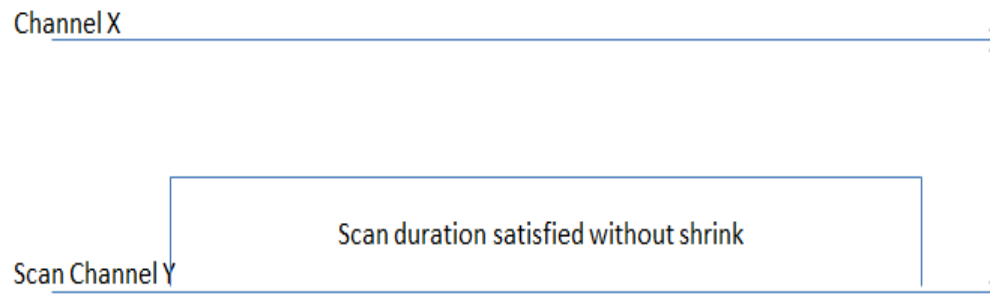 Channel X
Scan duration satisfied without shrink
Scan Channel Y